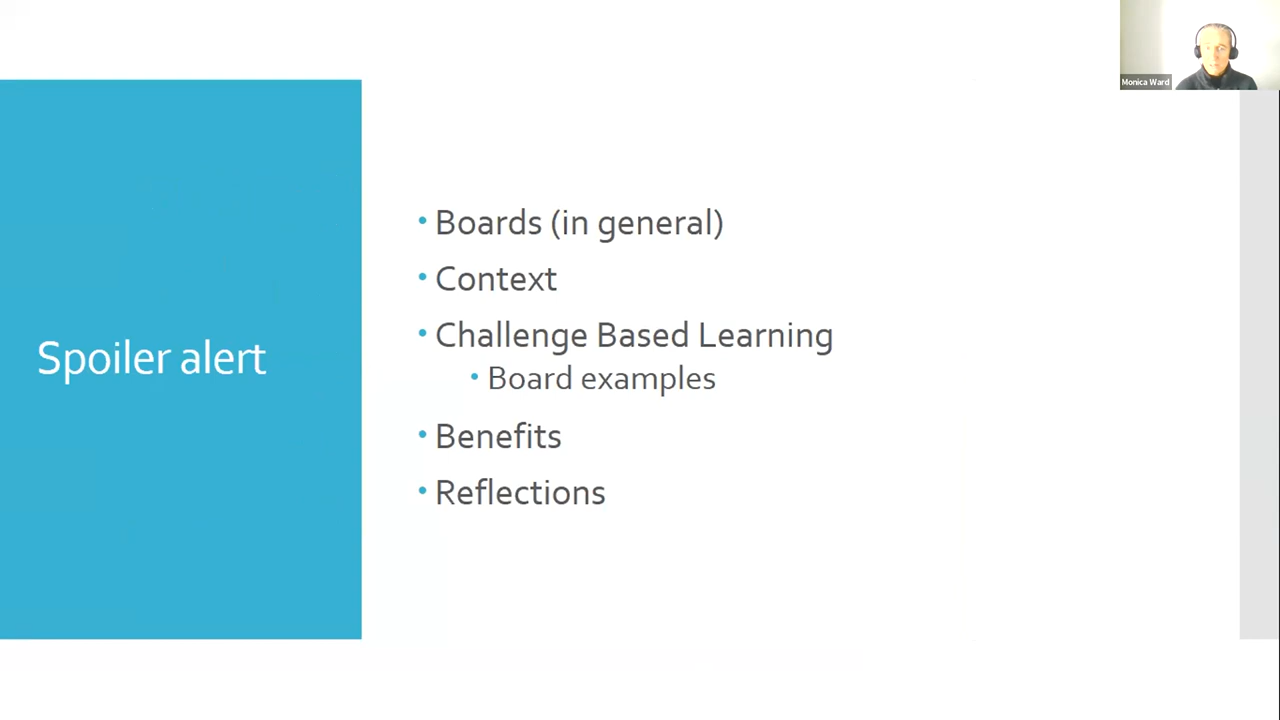 Monica Ward
Spoiler alert
• Boards (in general)
• Context
• Challenge Based Learning
• Board examples
• Benefits
• Reflections